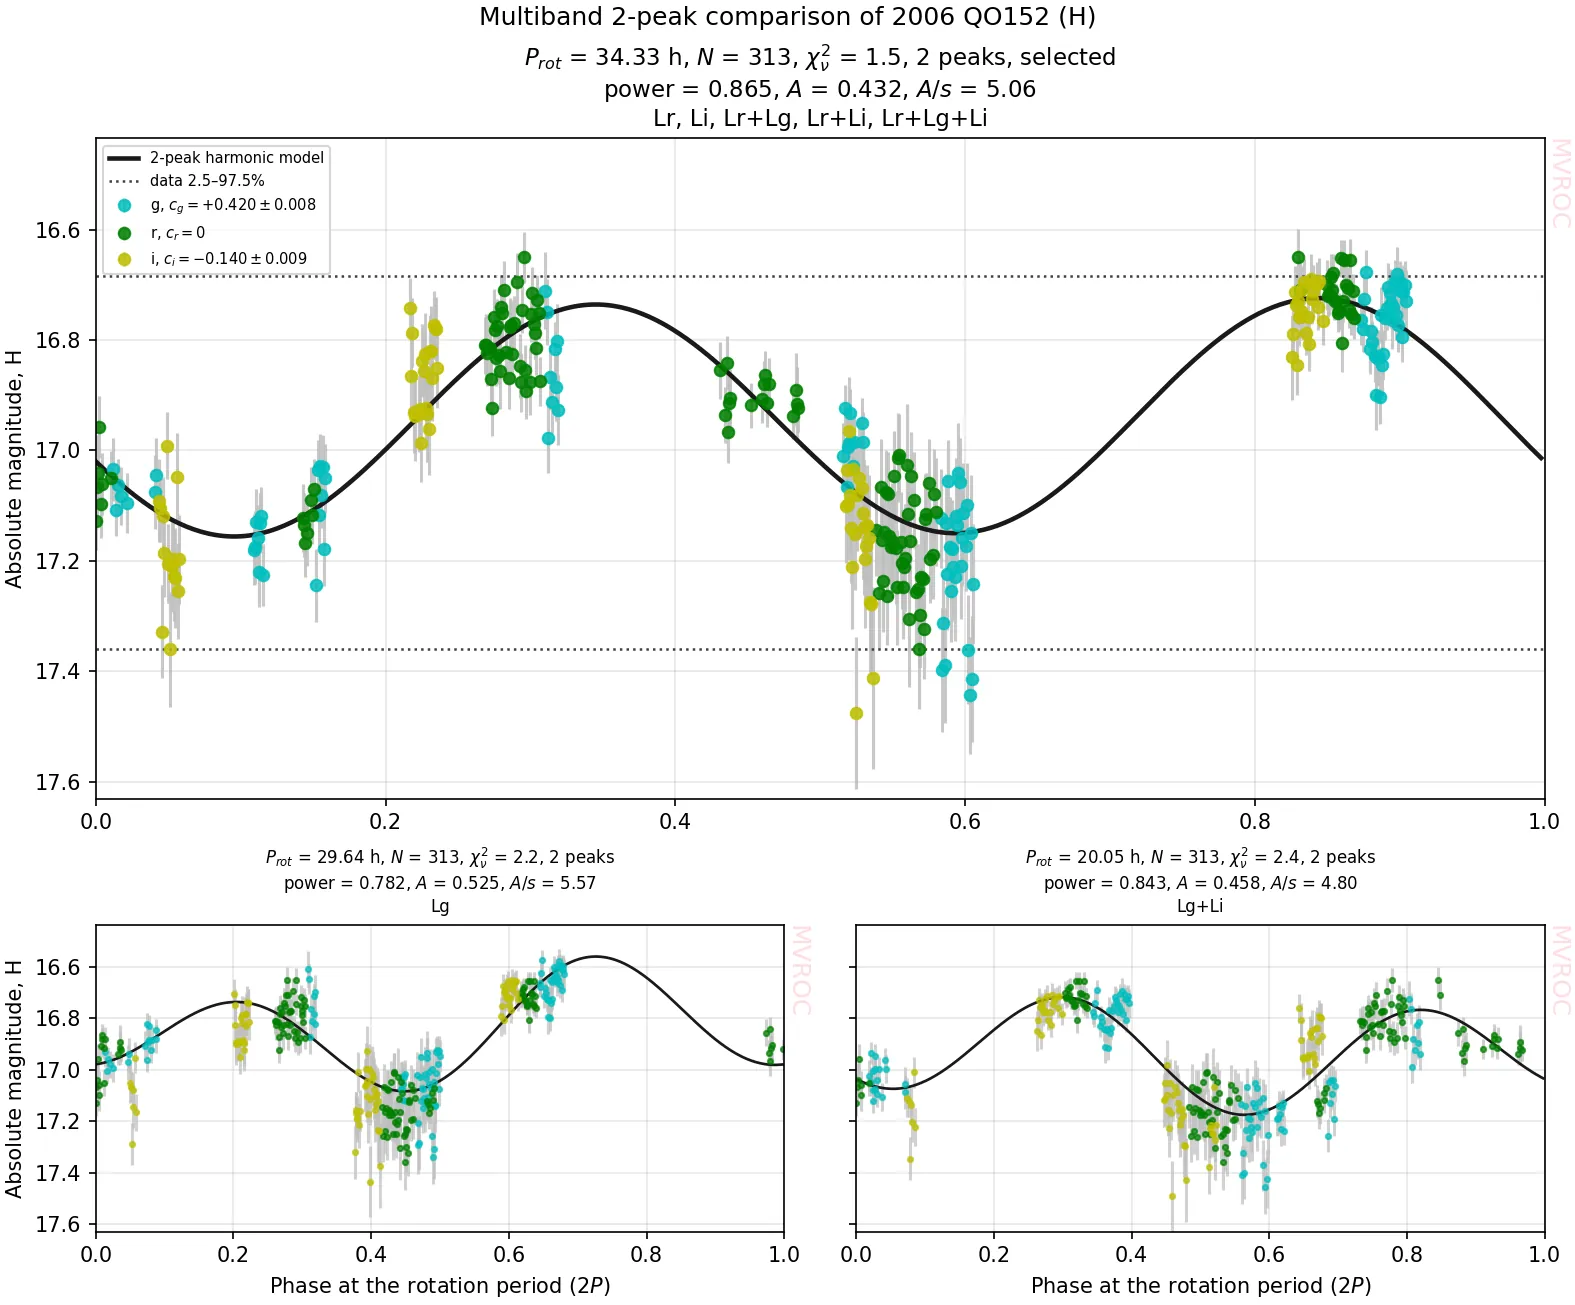 Multiband 2-peak comparison of 2006 QO152 (H)
P_rot = 34.33 h, N = 313, χ²_ν = 1.5, 2 peaks, selected
power = 0.865, A = 0.432, A/s = 5.06
Lr, Li, Lr+Lg, Lr+Li, Lr+Lg+Li
2-peak harmonic model
data 2.5–97.5%
g, c_g = +0.420 ± 0.008
r, c_r = 0
i, c_i = −0.140 ± 0.009
MVROC
Absolute magnitude, H
16.6
16.8
17.0
17.2
17.4
17.6
0.0 0.2 0.4 0.6 0.8 1.0
P_rot = 29.64 h, N = 313, χ²_ν = 2.2, 2 peaks
power = 0.782, A = 0.525, A/s = 5.57
Lg
MVROC
Absolute magnitude, H
16.6
16.8
17.0
17.2
17.4
17.6
0.0 0.2 0.4 0.6 0.8 1.0
Phase at the rotation period (2P)
P_rot = 20.05 h, N = 313, χ²_ν = 2.4, 2 peaks
power = 0.843, A = 0.458, A/s = 4.80
Lg+Li
MVROC
0.0 0.2 0.4 0.6 0.8 1.0
Phase at the rotation period (2P)